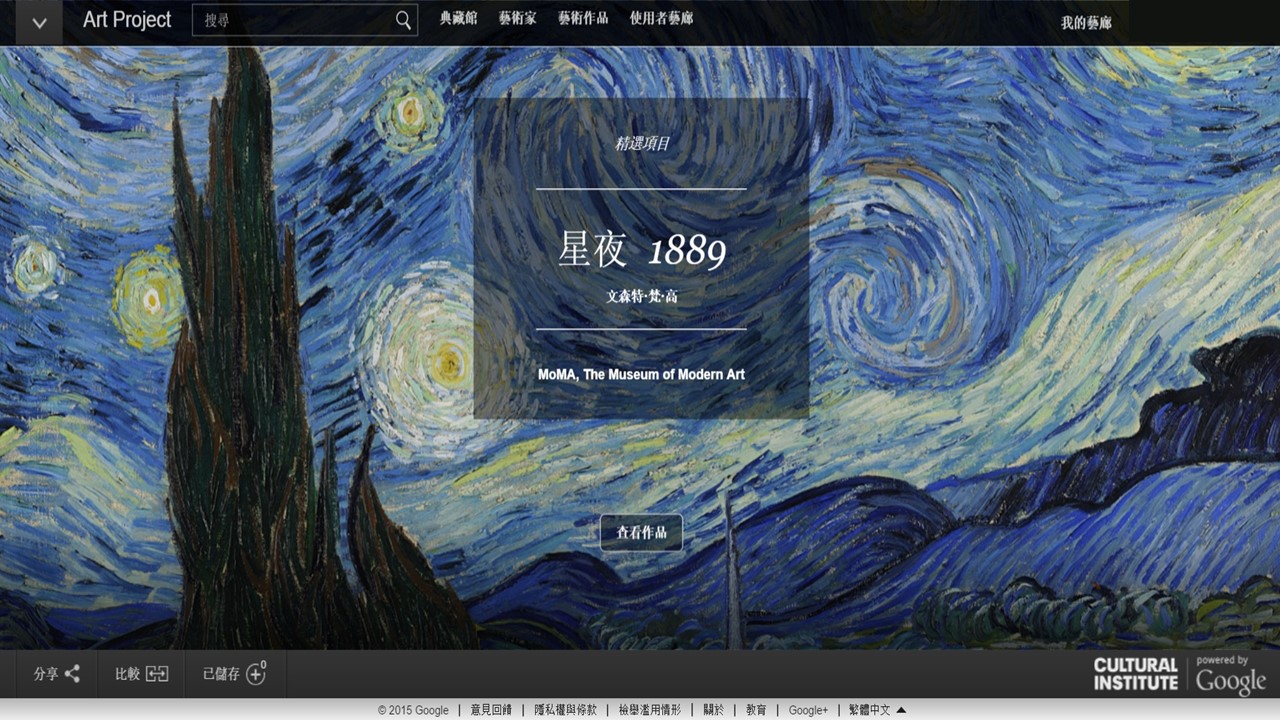 Art Project 搜尋 典藏館 藝術家 藝術作品 使用者藝廊 我的藝廊
精選項目
星夜 1889
文森特·梵·高
MoMA, The Museum of Modern Art
查看作品
分享 比較 已儲存 0
CULTURAL INSTITUTE
powered by Google
© 2015 Google | 意見回饋 | 隱私權與條款 | 檢舉濫用情形 | 關於 | 教育 | Google+ | 繁體中文